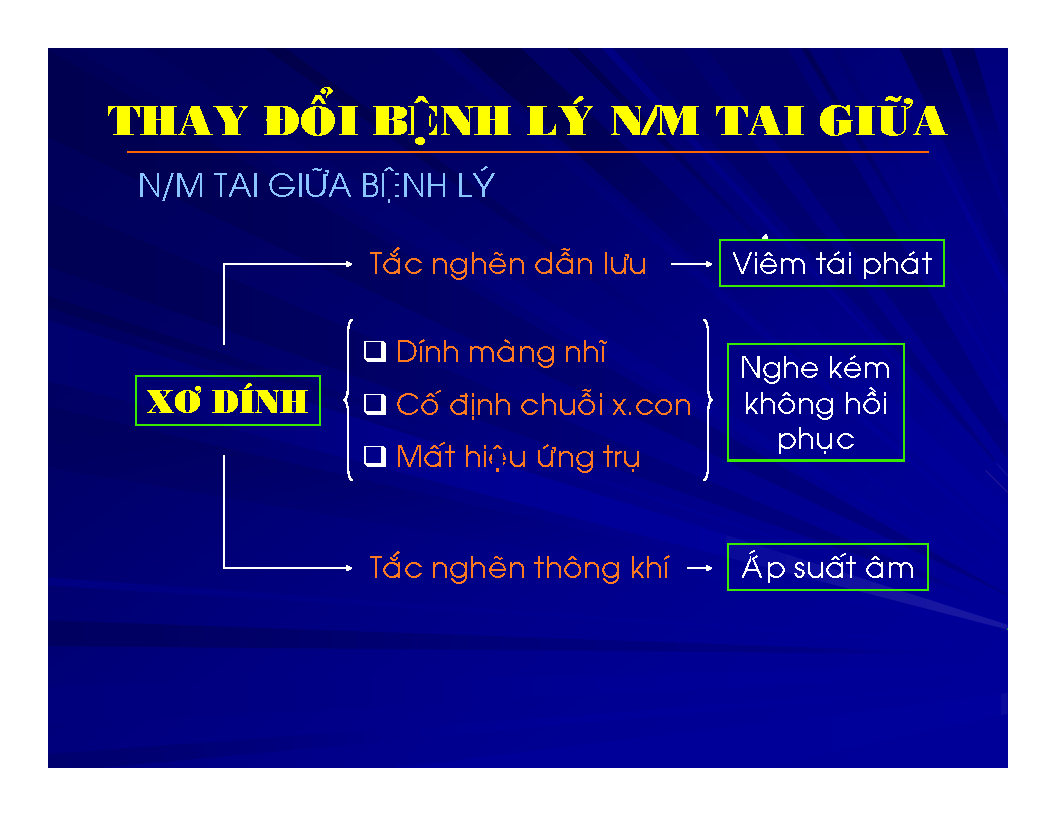 THAY ĐỔI BỆNH LÝ N/M TAI GIỮA
N/M TAI GIỮA BỆNH LÝ
Tắc nghẽn dẫn lưu
Viêm tái phát
XƠ DÍNH
Dính màng nhĩ
Cố định chuỗi x.con
Mất hiệu ứng trụ
Nghe kém
không hồi
phục
Tắc nghẽn thông khí
Áp suất âm